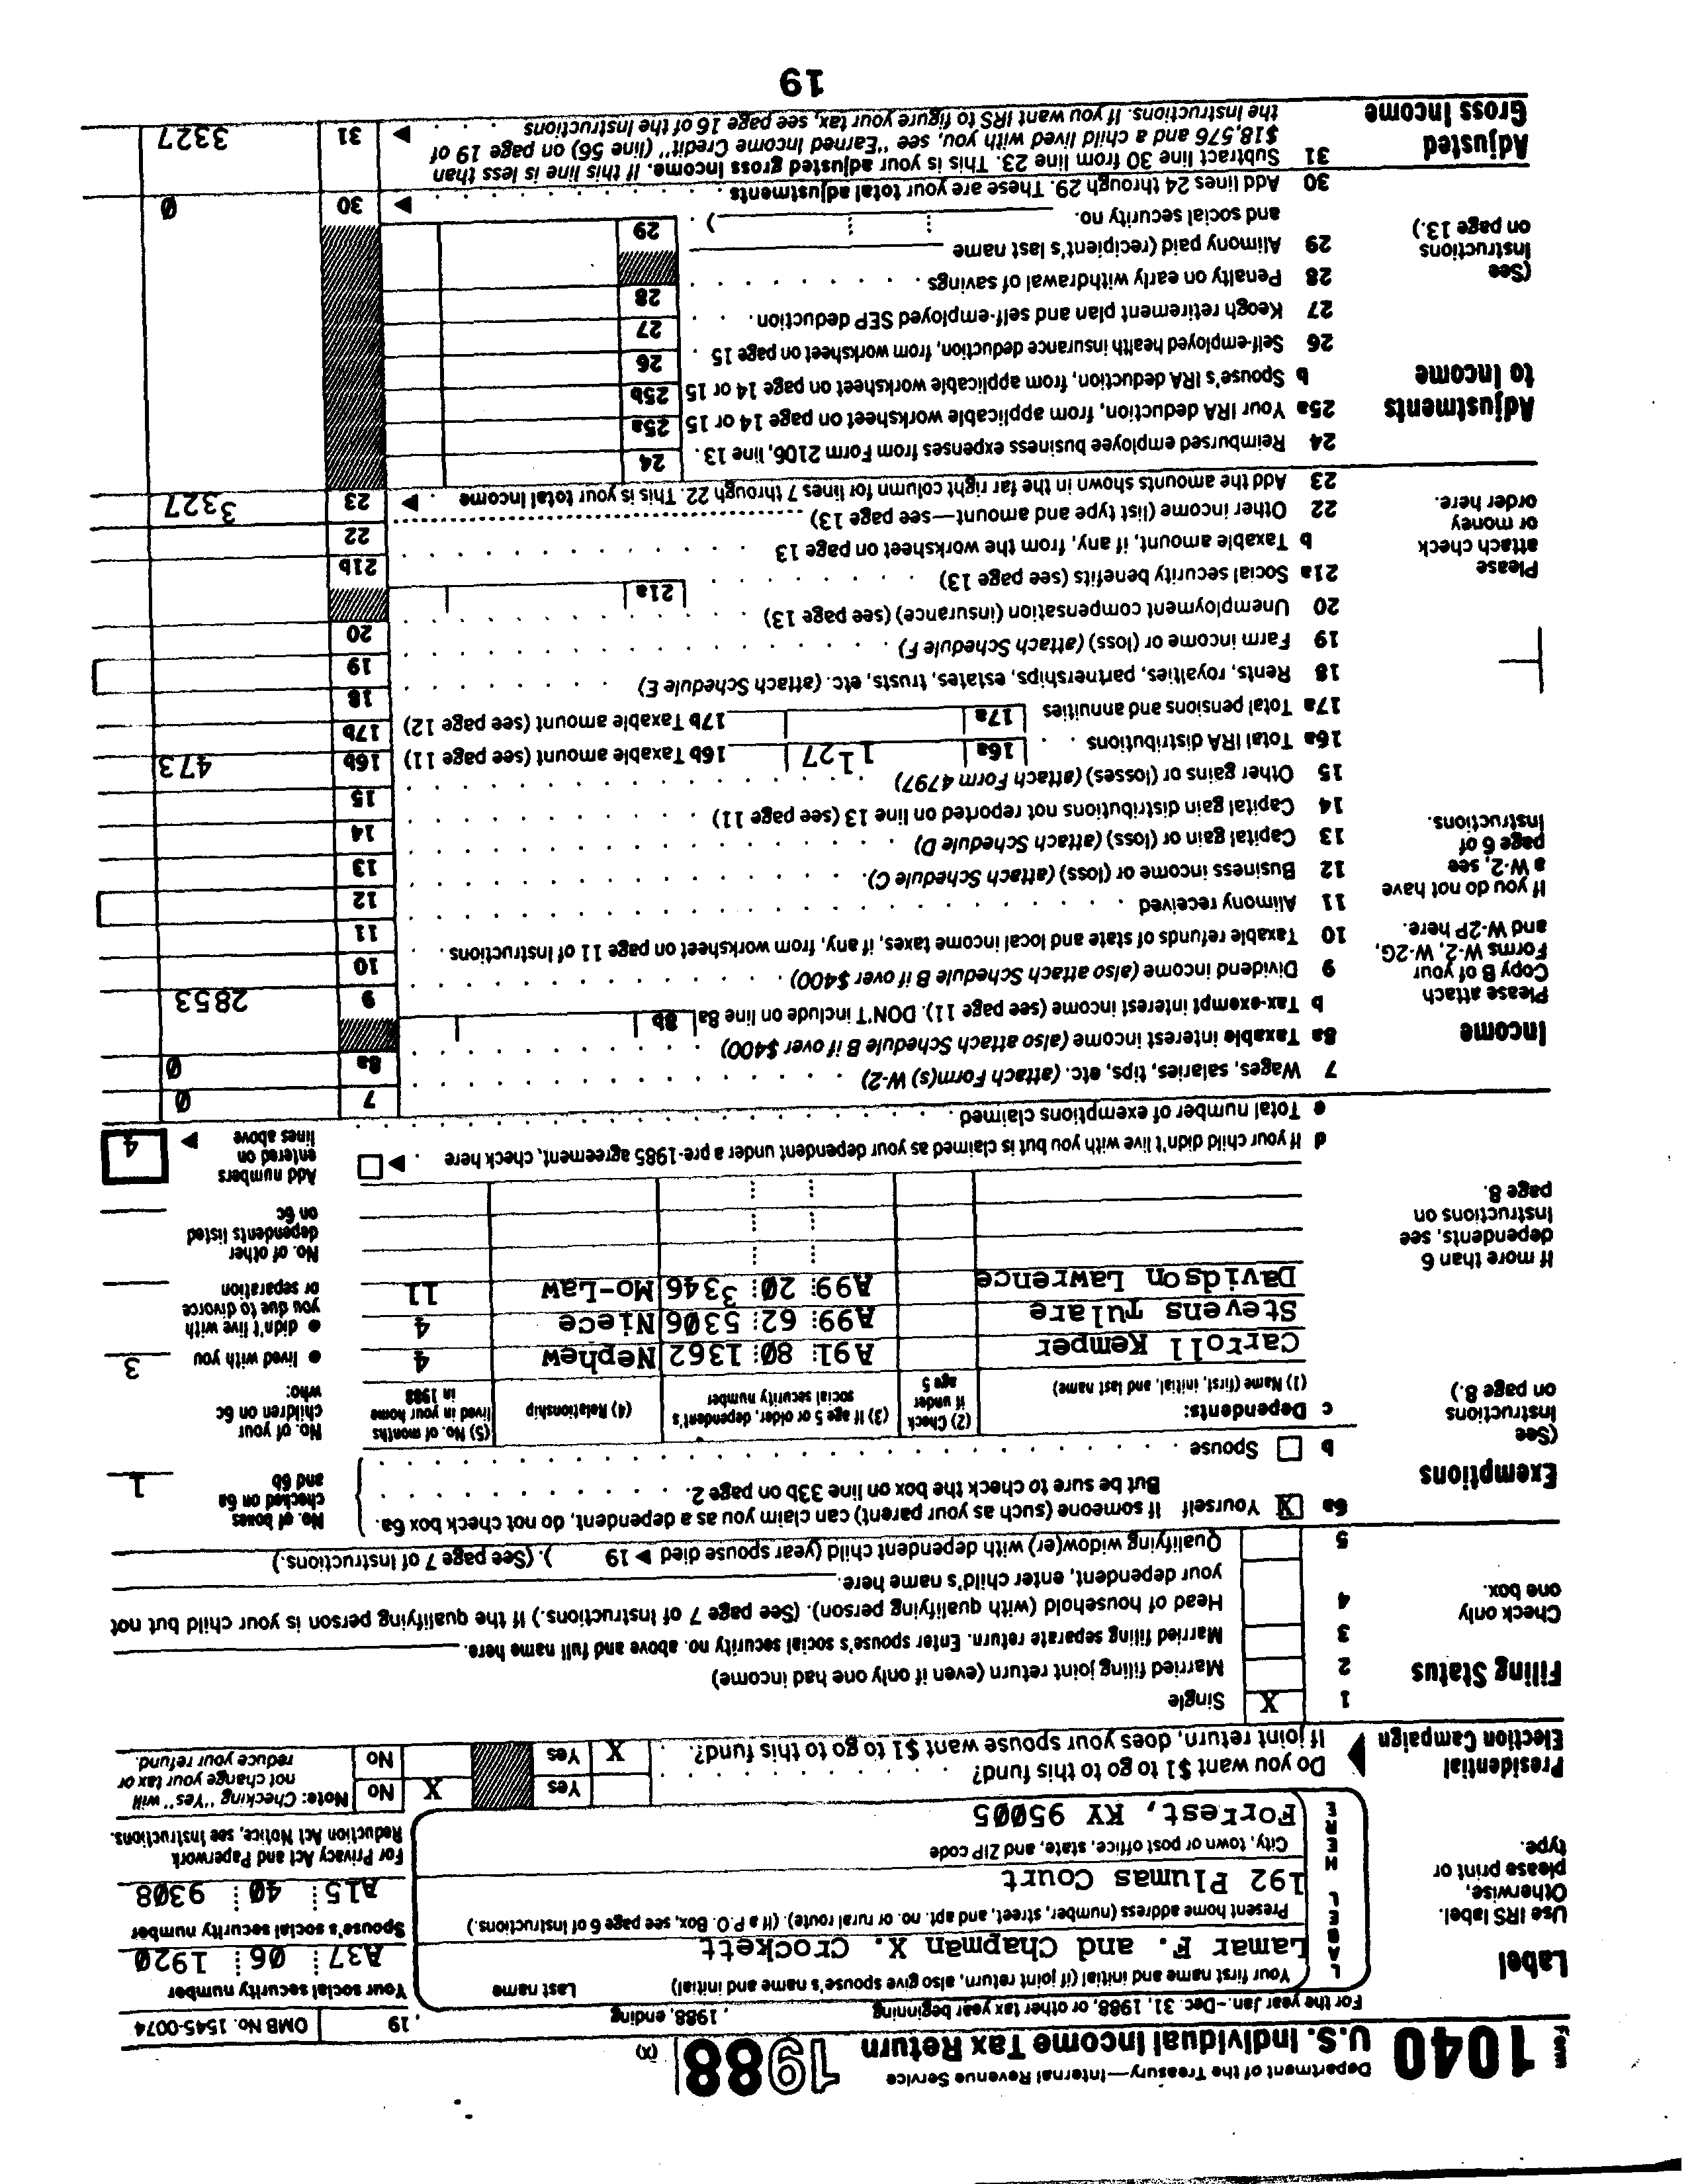 Form 1040 Department of the Treasury—Internal Revenue Service
U.S. Individual Income Tax Return 1988 (X)
For the year Jan.–Dec. 31, 1988, or other tax year beginning , 1988, ending , 19 OMB No. 1545-0074
Label
Use IRS label.
Otherwise,
please print or
type.
LABEL HERE
Your first name and initial (if joint return, also give spouse's name and initial) Last name
Lamar F. and Chapman X. Crockett
Your social security number
A37 06 1920
Present home address (number, street, and apt. no. or rural route). (If a P.O. Box, see page 6 of Instructions.)
192 Plumas Court
Spouse's social security number
A15 40 9308
City, town or post office, state, and ZIP code
Forrest, KY 95005
For Privacy Act and Paperwork
Reduction Act Notice, see Instructions.
Presidential
Election Campaign
Do you want $1 to go to this fund? Yes X No
If joint return, does your spouse want $1 to go to this fund? X Yes No
Note: Checking "Yes" will
not change your tax or
reduce your refund.
Filing Status
Check only
one box.
1 X Single
2 Married filing joint return (even if only one had income)
3 Married filing separate return. Enter spouse's social security no. above and full name here.
4 Head of household (with qualifying person). (See page 7 of Instructions.) If the qualifying person is your child but not
your dependent, enter child's name here.
5 Qualifying widow(er) with dependent child (year spouse died ▶ 19 ). (See page 7 of Instructions.)
Exemptions
(See
Instructions
on page 8.)
6a X Yourself If someone (such as your parent) can claim you as a dependent, do not check box 6a.
But be sure to check the box on line 33b on page 2.
b Spouse
No. of boxes
checked on 6a
and 6b 1
c Dependents:
(1) Name (first, initial, and last name)
(2) Check
if under
age 5
(3) If age 5 or older, dependent's
social security number
(4) Relationship
(5) No. of months
lived in your home
in 1988
Carroll Kemper A91 80 1362 Nephew 4
Stevens Tulare A99 62 5306 Niece 4
Davidson Lawrence A99 20 3346 Mo-Law 11
If more than 6
dependents, see
Instructions on
page 8.
No. of your
children on 6c
who:
● lived with you 3
● didn't live with
you due to divorce
or separation
No. of other
dependents listed
on 6c
d If your child didn't live with you but is claimed as your dependent under a pre-1985 agreement, check here ▶
e Total number of exemptions claimed
Add numbers
entered on
lines above ▶ 4
Income
Please attach
Copy B of your
Forms W-2, W-2G,
and W-2P here.
If you do not have
a W-2, see
page 6 of
Instructions.
Please
attach check
or money
order here.
7 Wages, salaries, tips, etc. (attach Form(s) W-2) 7 0
8a Taxable interest income (also attach Schedule B if over $400) 8a 0
b Tax-exempt interest income (see page 11). DON'T include on line 8a 8b
9 Dividend income (also attach Schedule B if over $400) 9 2853
10 Taxable refunds of state and local income taxes, if any, from worksheet on page 11 of Instructions 10
11 Alimony received 11
12 Business income or (loss) (attach Schedule C) 12
13 Capital gain or (loss) (attach Schedule D) 13
14 Capital gain distributions not reported on line 13 (see page 11) 14
15 Other gains or (losses) (attach Form 4797) 15
16a Total IRA distributions 16a 1127 16b Taxable amount (see page 11) 16b 473
17a Total pensions and annuities 17a 17b Taxable amount (see page 12) 17b
18 Rents, royalties, partnerships, estates, trusts, etc. (attach Schedule E) 18
19 Farm income or (loss) (attach Schedule F) 19
20 Unemployment compensation (insurance) (see page 13) 20
21a Social security benefits (see page 13) 21a
b Taxable amount, if any, from the worksheet on page 13 21b
22 Other income (list type and amount—see page 13) 22
23 Add the amounts shown in the far right column for lines 7 through 22. This is your total income ▶ 23 3327
Adjustments
to Income
(See
Instructions
on page 13.)
24 Reimbursed employee business expenses from Form 2106, line 13 24
25a Your IRA deduction, from applicable worksheet on page 14 or 15 25a
b Spouse's IRA deduction, from applicable worksheet on page 14 or 15 25b
26 Self-employed health insurance deduction, from worksheet on page 15 26
27 Keogh retirement plan and self-employed SEP deduction 27
28 Penalty on early withdrawal of savings 28
29 Alimony paid (recipient's last name
and social security no. ) 29
30 Add lines 24 through 29. These are your total adjustments ▶ 30 0
Adjusted
Gross Income
31 Subtract line 30 from line 23. This is your adjusted gross income. If this line is less than
$18,576 and a child lived with you, see "Earned Income Credit" (line 56) on page 19 of
the Instructions. If you want IRS to figure your tax, see page 16 of the Instructions ▶ 31 3327
19